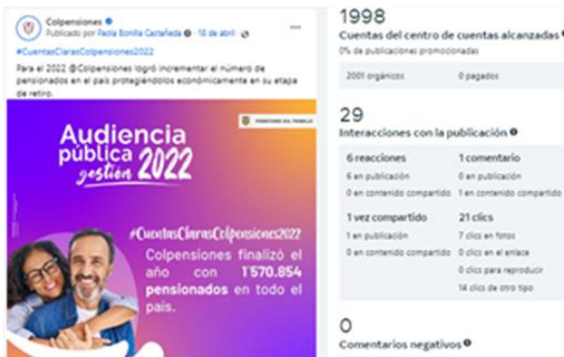 Colpensiones
Publicado por Paola Bonilla Castañeda · 18 de abril ·
#CuentasClarasColpensiones2022
Para el 2022 @Colpensiones logró incrementar el número de
pensionados en el país protegiéndolos económicamente en su etapa
de retiro.
MINISTERIO DEL TRABAJO
Audiencia
pública
gestión 2022
#CuentasClarasColpensiones2022
Colpensiones finalizó el
año con 1'570.854
pensionados en todo el
país.
1998
Cuentas del centro de cuentas alcanzadas
0% de publicaciones promocionadas
2001 orgánicos 0 pagados
29
Interacciones con la publicación
6 reacciones 1 comentario
6 en publicación 0 en publicación
0 en contenido compartido 1 en contenido compartido
1 vez compartido 21 clics
1 en publicación 7 clics en fotos
0 en contenido compartido 0 clics en el enlace
0 clics para reproducir
14 clics de otro tipo
0
Comentarios negativos